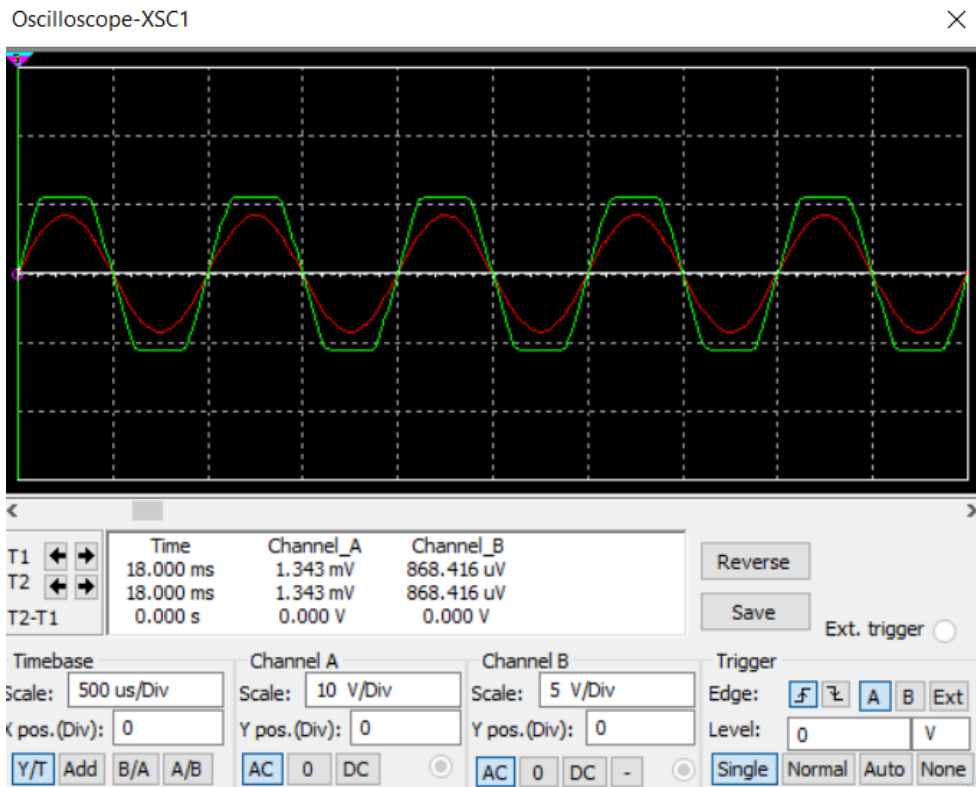 Oscilloscope-XSC1
Time Channel_A Channel_B
T1 18.000 ms 1.343 mV 868.416 uV
T2 18.000 ms 1.343 mV 868.416 uV
T2-T1 0.000 s 0.000 V 0.000 V
Reverse
Save
Ext. trigger
Timebase
Scale: 500 us/Div
X pos.(Div): 0
Y/T Add B/A A/B
Channel A
Scale: 10 V/Div
Y pos.(Div): 0
AC 0 DC
Channel B
Scale: 5 V/Div
Y pos.(Div): 0
AC 0 DC -
Trigger
Edge: A B Ext
Level: 0 V
Single Normal Auto None